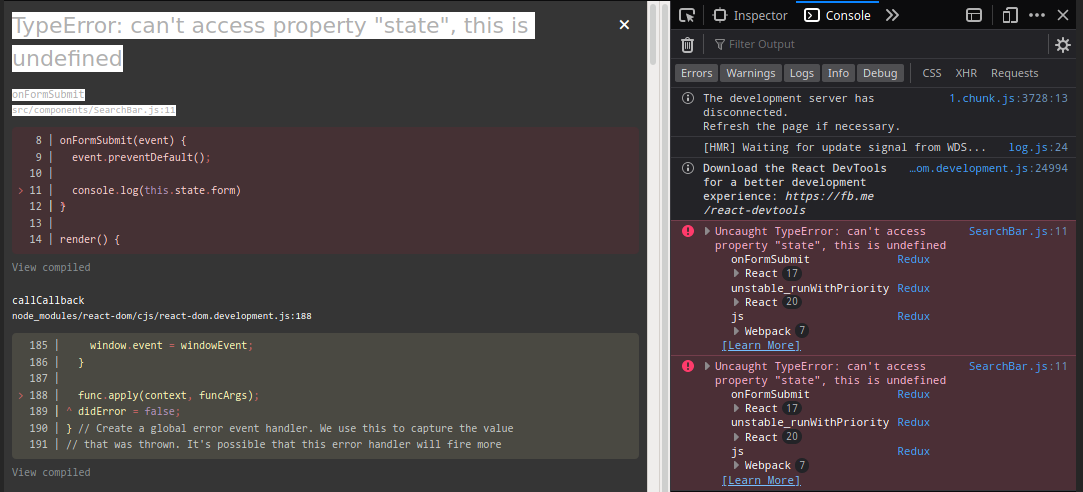 TypeError: can't access property "state", this is
undefined
onFormSubmit
src/components/SearchBar.js:11
8 | onFormSubmit(event) {
9 | event.preventDefault();
10 |
> 11 | console.log(this.state.form)
12 | }
13 |
14 | render() {
View compiled
callCallback
node_modules/react-dom/cjs/react-dom.development.js:188
185 | window.event = windowEvent;
186 | }
187 |
> 188 | func.apply(context, funcArgs);
189 | ^ didError = false;
190 | } // Create a global error event handler. We use this to capture the value
191 | // that was thrown. It's possible that this error handler will fire more
View compiled
Inspector Console
Filter Output
Errors Warnings Logs Info Debug CSS XHR Requests
The development server has 1.chunk.js:3728:13
disconnected.
Refresh the page if necessary.
[HMR] Waiting for update signal from WDS... log.js:24
Download the React DevTools …om.development.js:24994
for a better development
experience: https://fb.me
/react-devtools
Uncaught TypeError: can't access SearchBar.js:11
property "state", this is undefined
onFormSubmit Redux
React 17
unstable_runWithPriority Redux
React 20
js Redux
Webpack 7
[Learn More]
Uncaught TypeError: can't access SearchBar.js:11
property "state", this is undefined
onFormSubmit Redux
React 17
unstable_runWithPriority Redux
React 20
js Redux
Webpack 7
[Learn More]